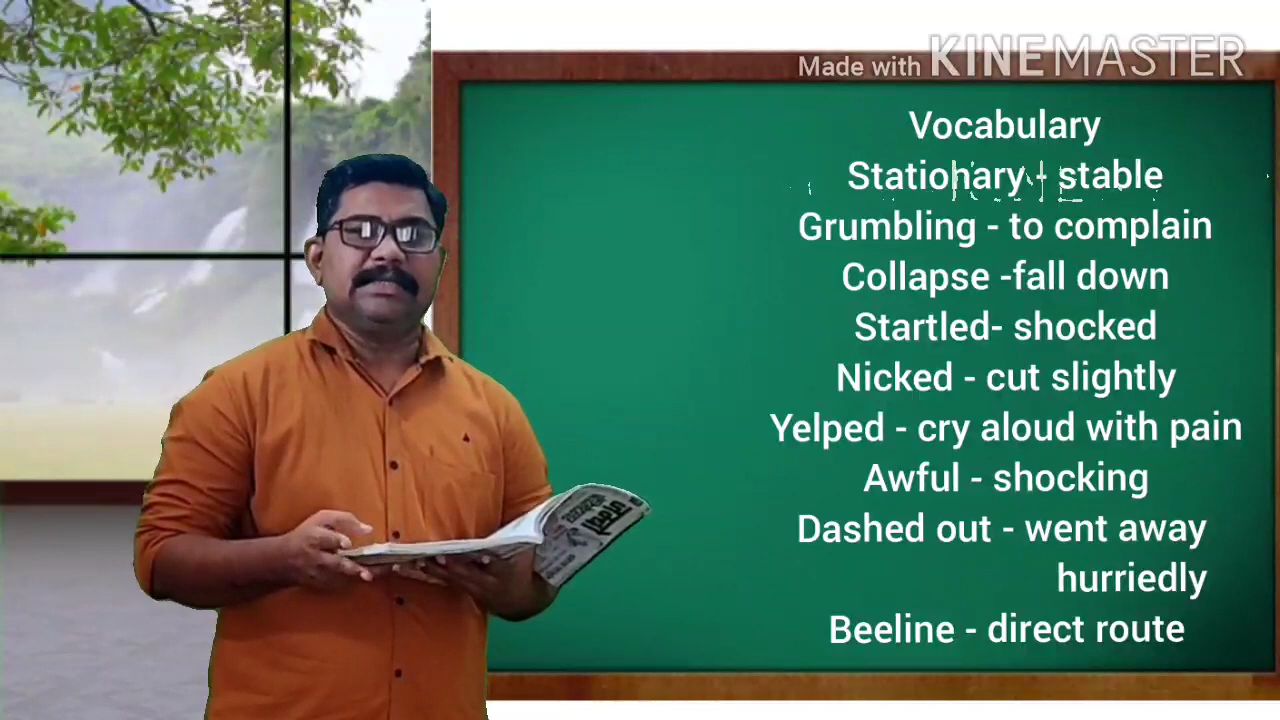 Made with KINEMASTER
Vocabulary
Stationary - stable
Grumbling - to complain
Collapse -fall down
Startled- shocked
Nicked - cut slightly
Yelped - cry aloud with pain
Awful - shocking
Dashed out - went away
hurriedly
Beeline - direct route